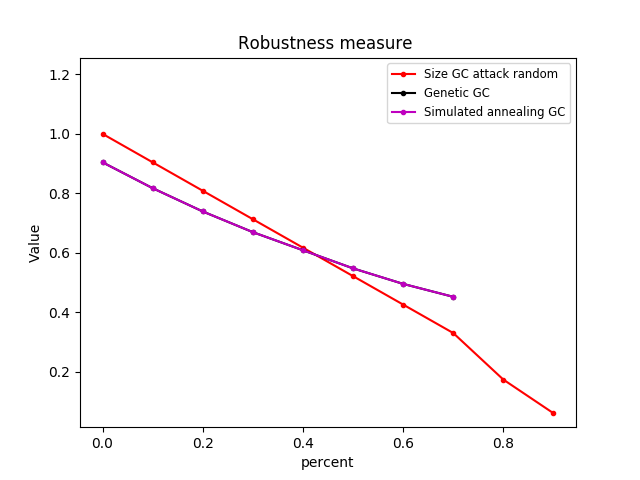 Robustness measure
Size GC attack random
Genetic GC
Simulated annealing GC
Value
1.2
1.0
0.8
0.6
0.4
0.2
0.0 0.2 0.4 0.6 0.8
percent